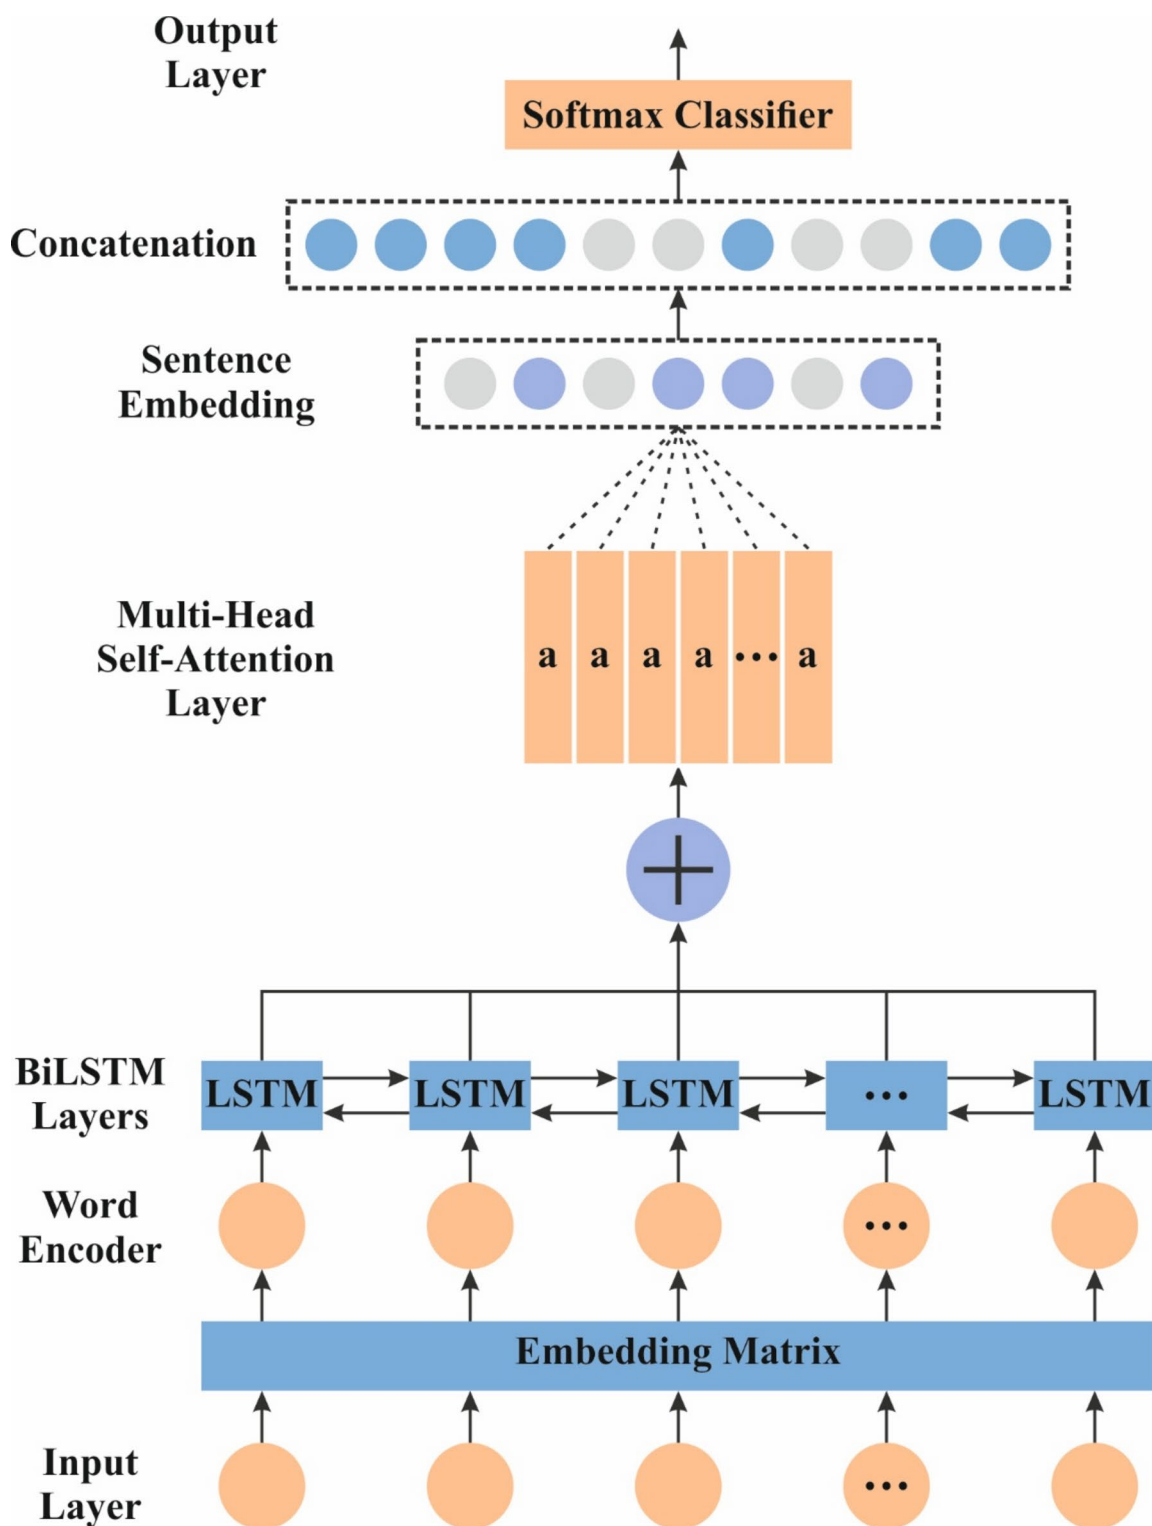 Output
Layer
Softmax Classifier
Concatenation
Sentence
Embedding
Multi-Head
Self-Attention
Layer
a a a a ••• a
BiLSTM
Layers
LSTM LSTM LSTM ••• LSTM
Word
Encoder
•••
Embedding Matrix
Input
Layer
•••